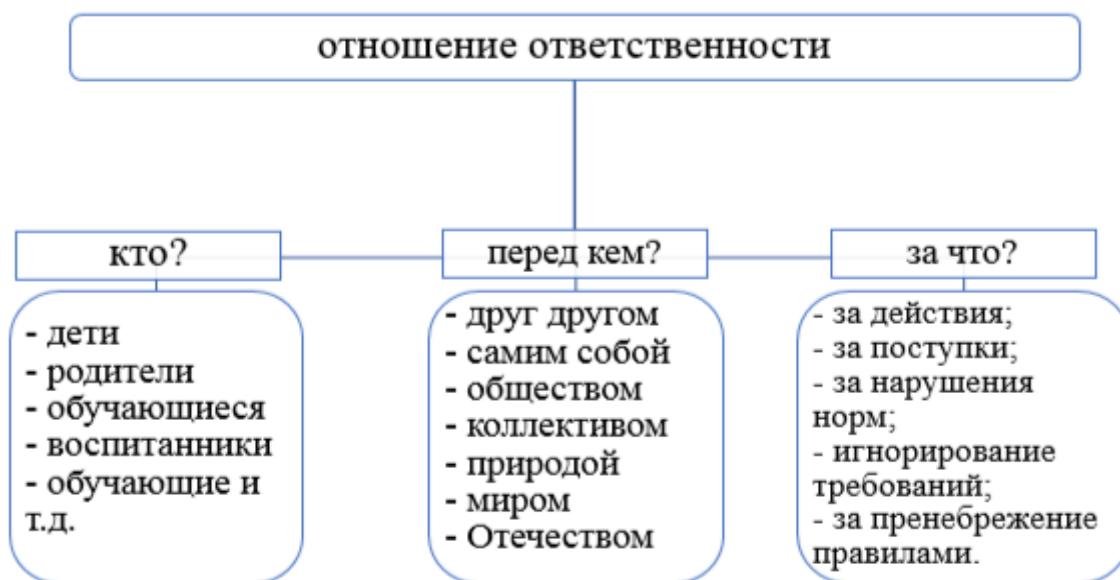 отношение ответственности
кто?
- дети
- родители
- обучающиеся
- воспитанники
- обучающие и
т.д.
перед кем?
- друг другом
- самим собой
- обществом
- коллективом
- природой
- миром
- Отечеством
за что?
- за действия;
- за поступки;
- за нарушения
норм;
- игнорирование
требований;
- за пренебрежение
правилами.